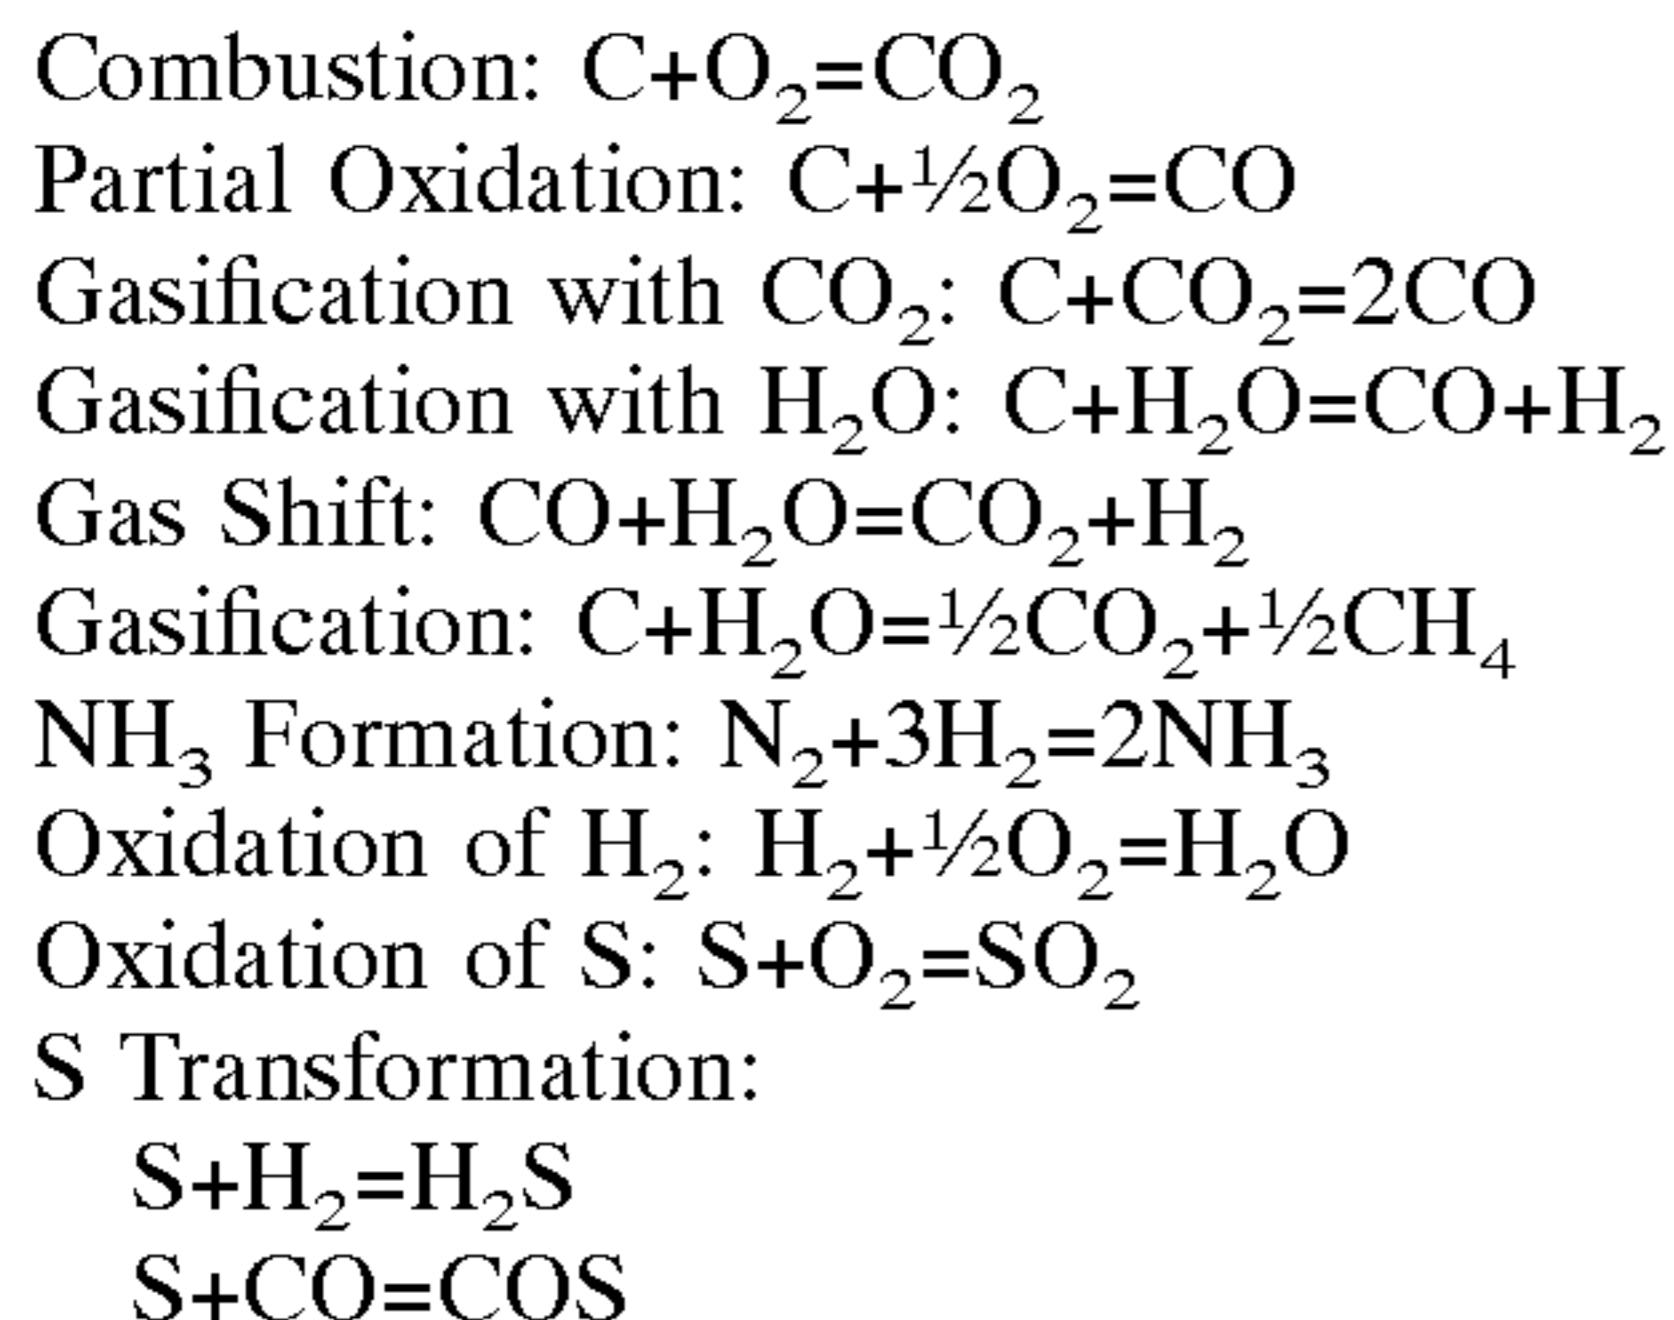 Combustion: C+O₂=CO₂
Partial Oxidation: C+½O₂=CO
Gasification with CO₂: C+CO₂=2CO
Gasification with H₂O: C+H₂O=CO+H₂
Gas Shift: CO+H₂O=CO₂+H₂
Gasification: C+H₂O=½CO₂+½CH₄
NH₃ Formation: N₂+3H₂=2NH₃
Oxidation of H₂: H₂+½O₂=H₂O
Oxidation of S: S+O₂=SO₂
S Transformation:
S+H₂=H₂S
S+CO=COS